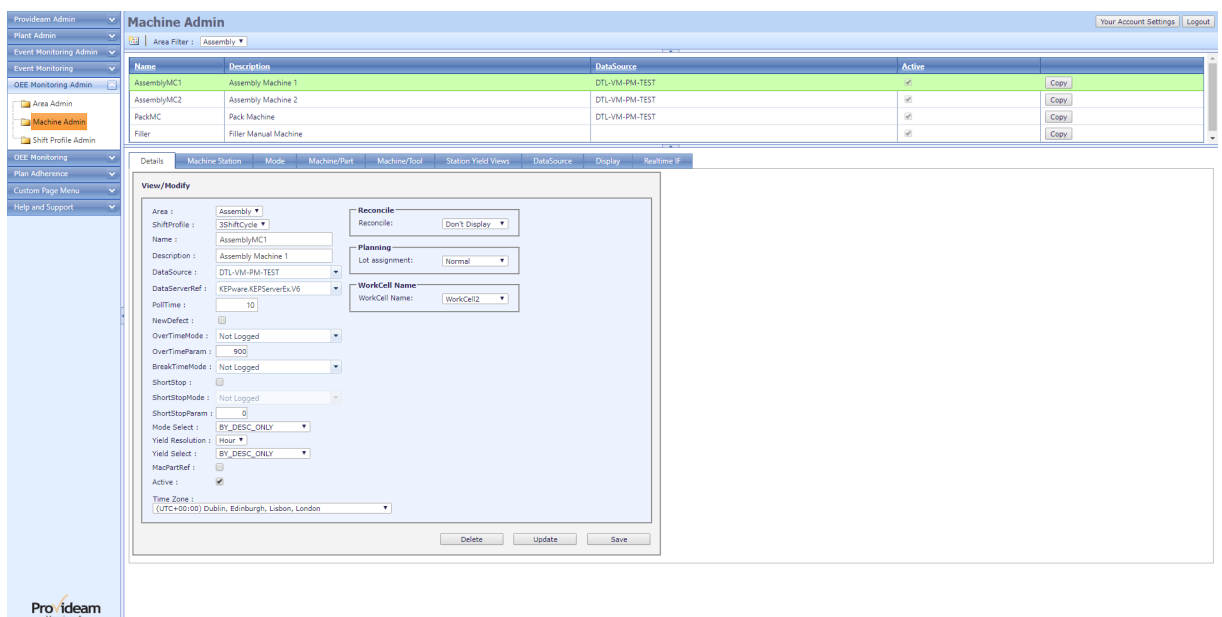 Provideam Admin
Plant Admin
Event Monitoring Admin
Event Monitoring
OEE Monitoring Admin
Area Admin
Machine Admin
Shift Profile Admin
OEE Monitoring
Plan Adherence
Custom Page Menu
Help and Support
Provideam
Machine Admin
Your Account Settings Logout
Area Filter : Assembly
Name Description DataSource Active
AssemblyMC1 Assembly Machine 1 DTL-VM-PM-TEST Copy
AssemblyMC2 Assembly Machine 2 DTL-VM-PM-TEST Copy
PackMC Pack Machine DTL-VM-PM-TEST Copy
Filler Filler Manual Machine Copy
Details Machine Station Mode Machine/Part Machine/Tool Station Yield Views DataSource Display Realtime IF
View/Modify
Area : Assembly
ShiftProfile : 3ShiftCycle
Name : AssemblyMC1
Description : Assembly Machine 1
DataSource : DTL-VM-PM-TEST
DataServerRef : KEPware.KEPServerEx.V6
PollTime : 10
NewDefect :
OverTimeMode : Not Logged
OverTimeParam : 900
BreakTimeMode : Not Logged
ShortStop :
ShortStopMode : Not Logged
ShortStopParam : 0
Mode Select : BY_DESC_ONLY
Yield Resolution : Hour
Yield Select : BY_DESC_ONLY
MacPartRef :
Active :
Time Zone :
(UTC+00:00) Dublin, Edinburgh, Lisbon, London
Reconcile
Reconcile: Don't Display
Planning
Lot assignment: Normal
WorkCell Name
WorkCell Name: WorkCell2
Delete Update Save